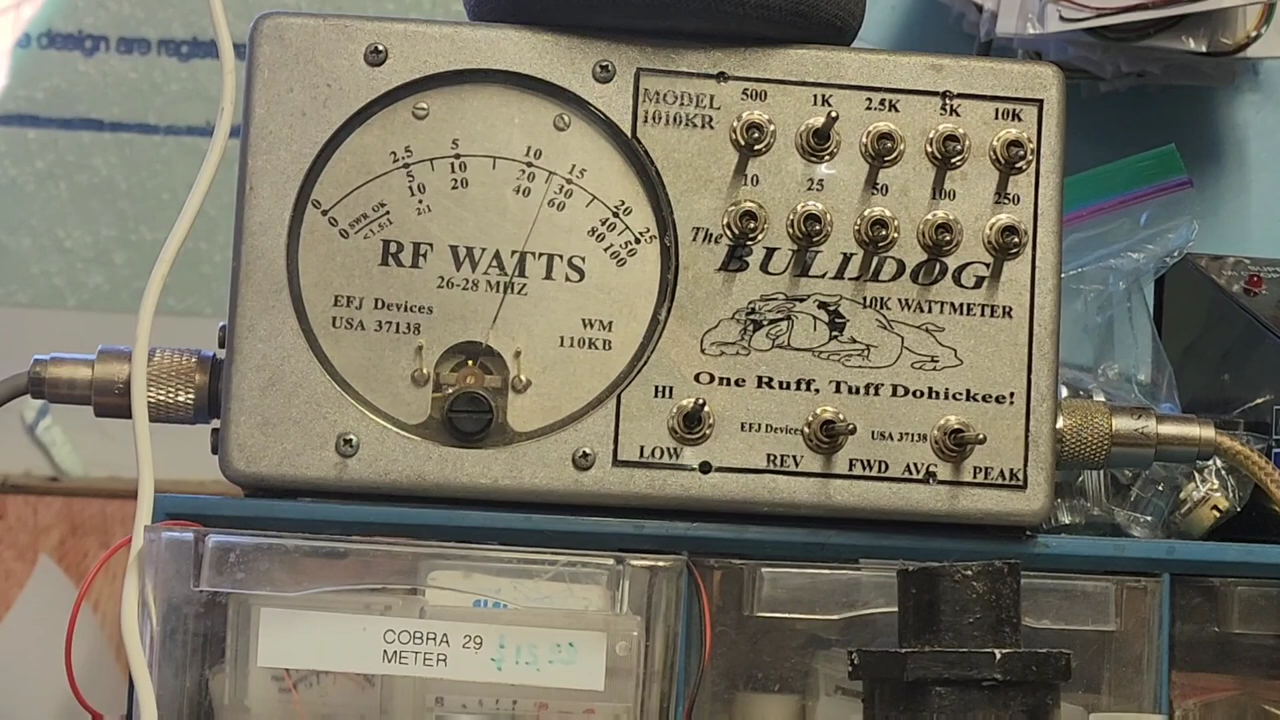 design are registe
MODEL
1010KR
500 1K 2.5K 5K 10K
10 25 50 100 250
0 2.5 5 10 15 20 25
0 5 10 20 30 40 50
10 20 40 60 80 100
SWR OK
<1.5:1
2:1
RF WATTS
26-28 MHZ
EFJ Devices
USA 37138
WM
110KB
The
BULLDOG
10K WATTMETER
One Ruff, Tuff Dohickee!
HI
LOW
EFJ Devices
USA 37138
REV FWD AVG PEAK
COBRA 29
METER